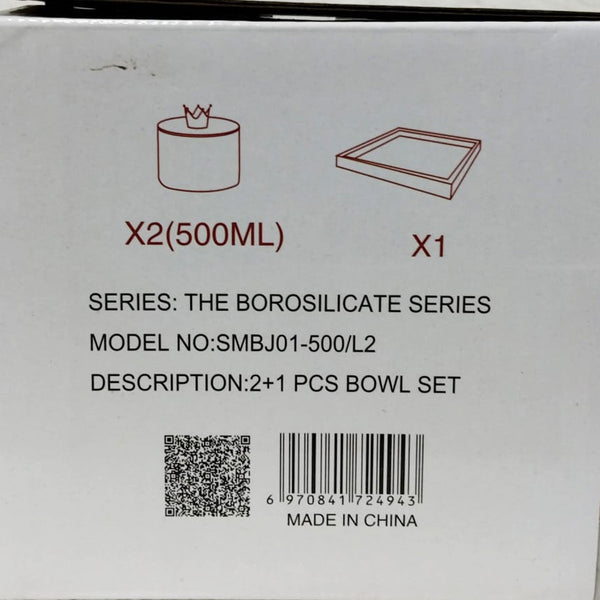 X2(500ML)
X1
SERIES: THE BOROSILICATE SERIES
MODEL NO:SMBJ01-500/L2
DESCRIPTION:2+1 PCS BOWL SET
6 970841 724943
MADE IN CHINA